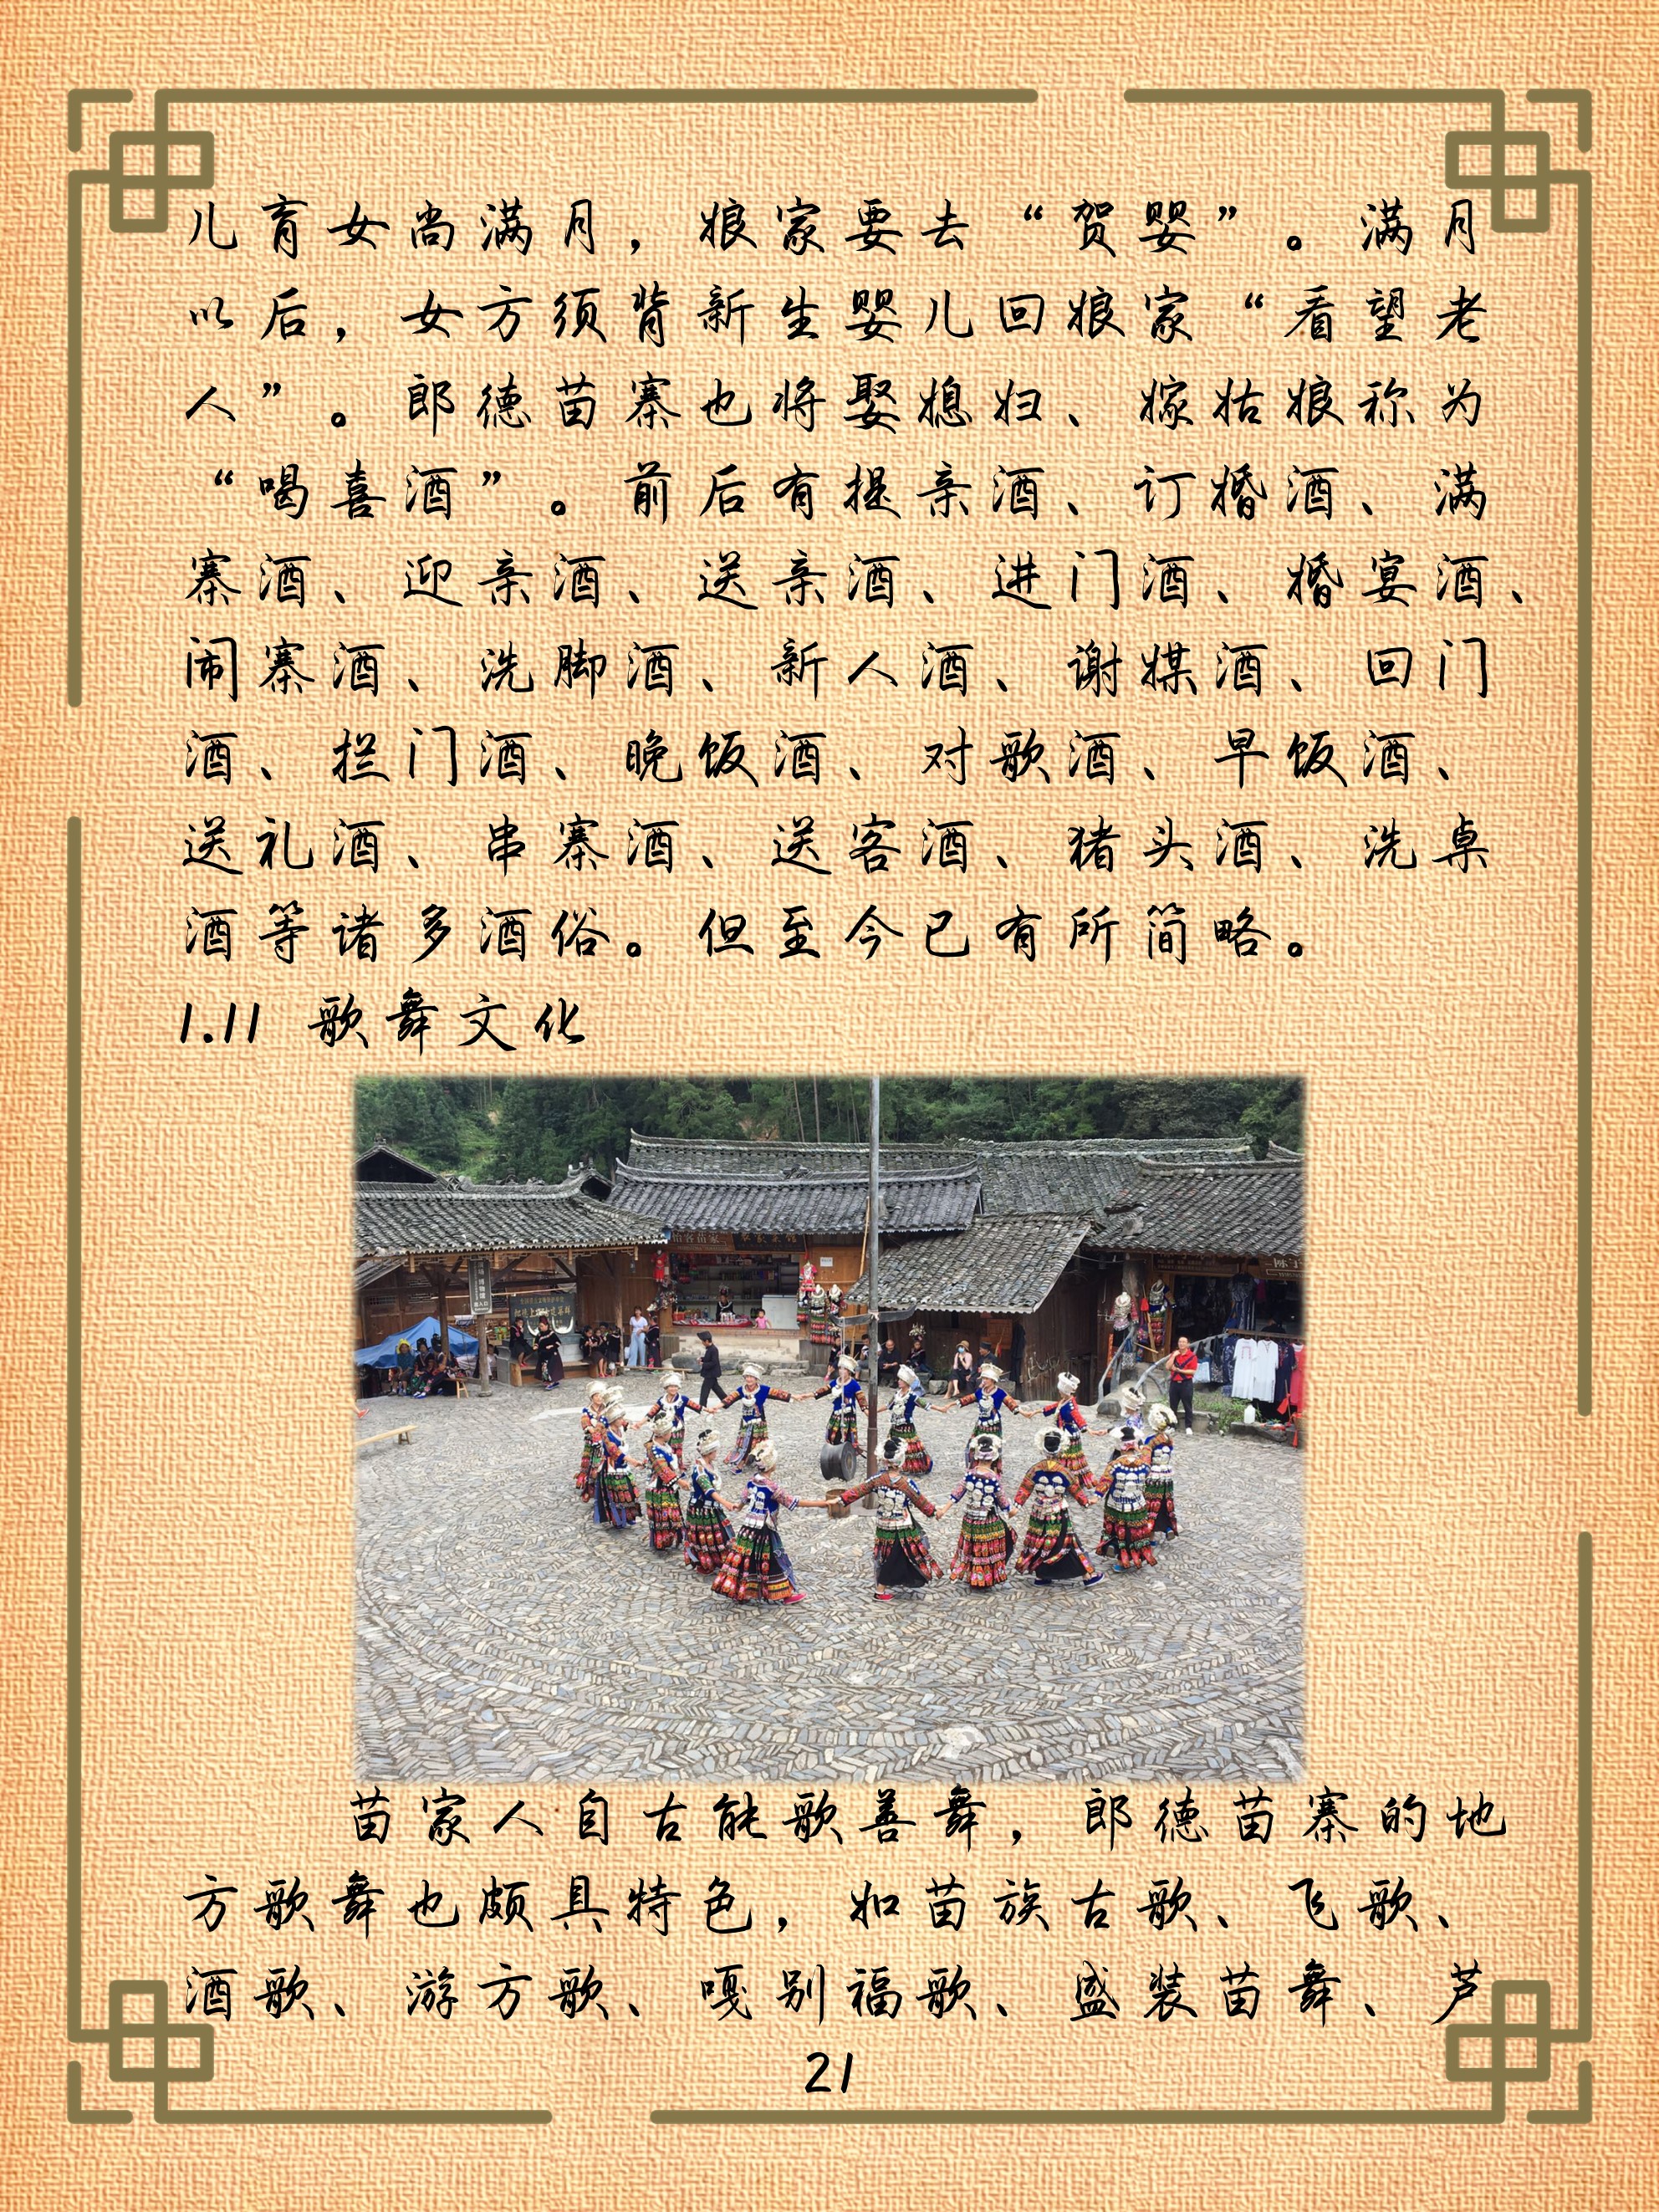 儿育女尚满月，娘家要去“贺婴”。满月
以后，女方须背新生婴儿回娘家“看望老
人”。郎德苗寨也将娶媳妇、嫁姑娘称为
“喝喜酒”。前后有提亲酒、订婚酒、满
寨酒、迎亲酒、送亲酒、进门酒、婚宴酒、
闹寨酒、洗脚酒、新人酒、谢媒酒、回门
酒、拦门酒、晚饭酒、对歌酒、早饭酒、
送礼酒、串寨酒、送客酒、猪头酒、洗桌
酒等诸多酒俗。但至今已有所简略。
1.11 歌舞文化
苗家人自古能歌善舞，郎德苗寨的地
方歌舞也颇具特色，如苗族古歌、飞歌、
酒歌、游方歌、嘎别福歌、盛装苗舞、芦
21